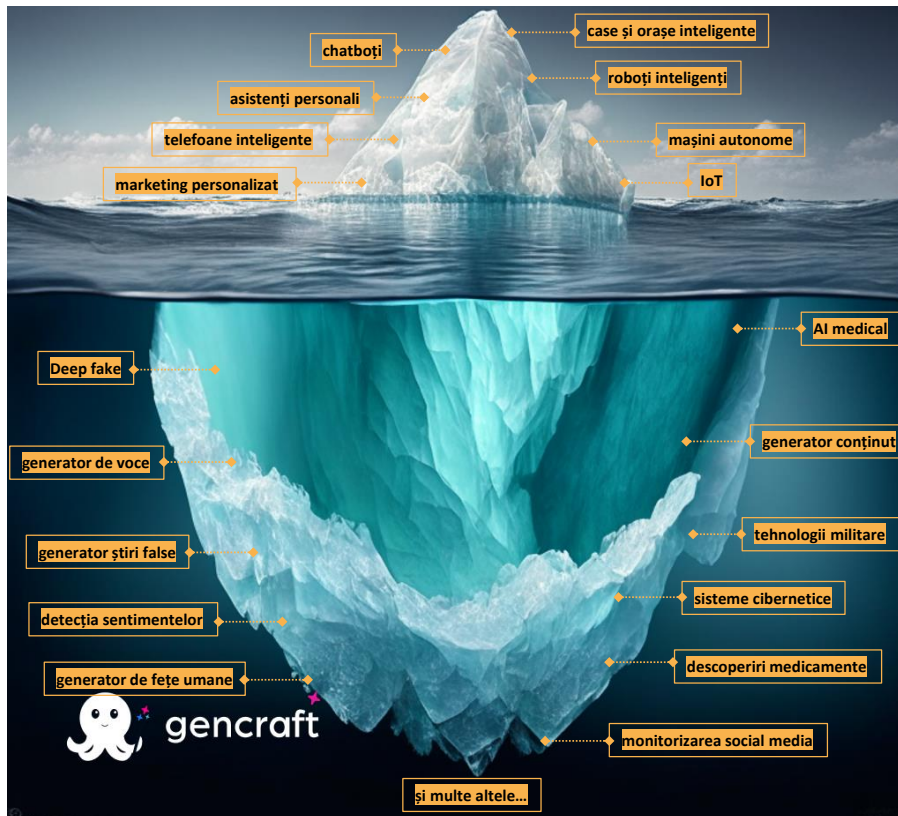 case și orașe inteligente
chatboți
roboți inteligenți
asistenți personali
telefoane inteligente
mașini autonome
marketing personalizat
IoT
AI medical
Deep fake
generator conținut
generator de voce
tehnologii militare
generator știri false
sisteme cibernetice
detecția sentimentelor
descoperiri medicamente
generator de fețe umane
gencraft
monitorizarea social media
și multe altele...